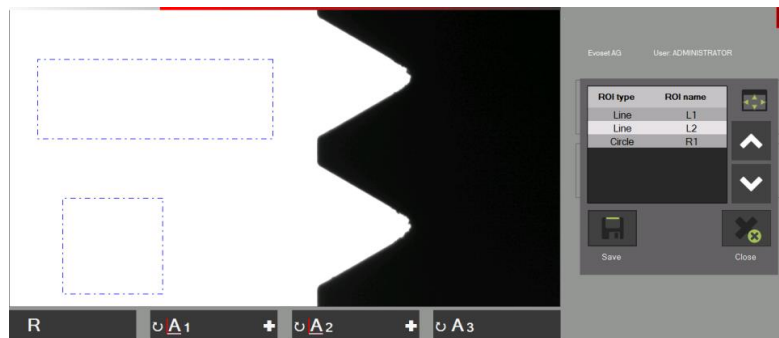 Evoset AG User: ADMINISTRATOR
ROI type ROI name
Line L1
Line L2
Circle R1
Save Close
R A1 A2 A3